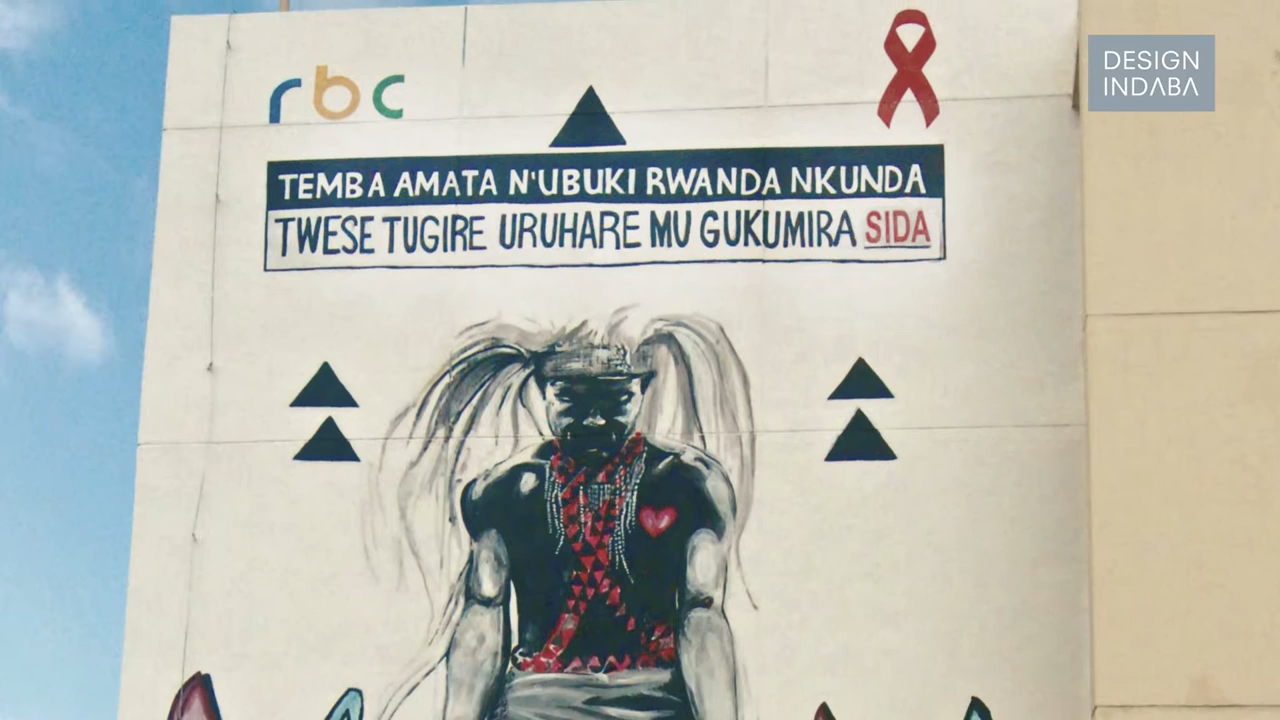 rbc
DESIGN
INDABA
TEMBA AMATA N'UBUKI RWANDA NKUNDA
TWESE TUGIRE URUHARE MU GUKUMIRA SIDA